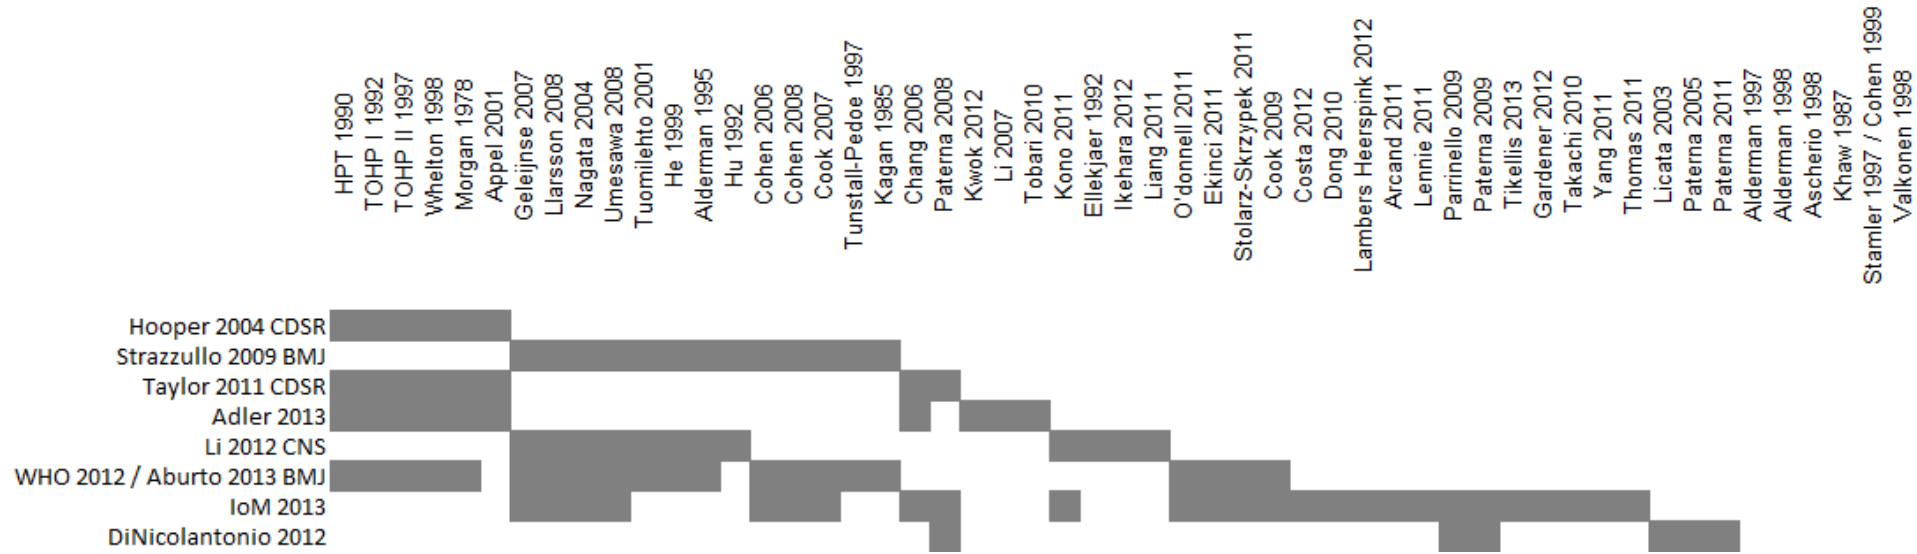 HPT 1990
TOHP I 1992
TOHP II 1997
Whelton 1998
Morgan 1978
Appel 2001
Geleijnse 2007
Llarsson 2008
Nagata 2004
Umesawa 2008
Tuomilehto 2001
He 1999
Alderman 1995
Hu 1992
Cohen 2006
Cohen 2008
Cook 2007
Tunstall-Pedoe 1997
Kagan 1985
Chang 2006
Paterna 2008
Kwok 2012
Li 2007
Tobari 2010
Kono 2011
Ellekjaer 1992
Ikehara 2012
Liang 2011
O'donnell 2011
Ekinci 2011
Stolarz-Skrzypek 2011
Cook 2009
Costa 2012
Dong 2010
Lambers Heerspink 2012
Arcand 2011
Lennie 2011
Parrinello 2009
Paterna 2009
Tikellis 2013
Gardener 2012
Takachi 2010
Yang 2011
Thomas 2011
Licata 2003
Paterna 2005
Paterna 2011
Alderman 1997
Alderman 1998
Ascherio 1998
Khaw 1987
Stamler 1997 / Cohen 1999
Valkonen 1998
Hooper 2004 CDSR
Strazzullo 2009 BMJ
Taylor 2011 CDSR
Adler 2013
Li 2012 CNS
WHO 2012 / Aburto 2013 BMJ
IoM 2013
DiNicolantonio 2012